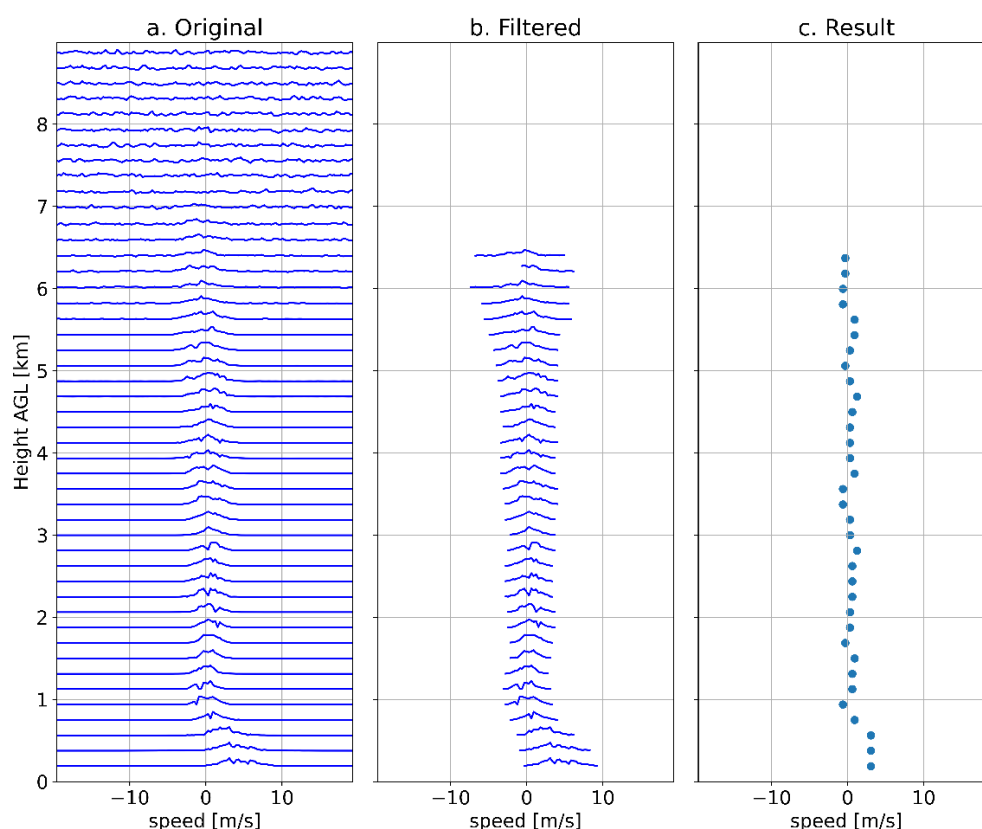 a. Original
b. Filtered
c. Result
Height AGL [km]
8
7
6
5
4
3
2
1
0
−10 0 10
−10 0 10
−10 0 10
speed [m/s]
speed [m/s]
speed [m/s]